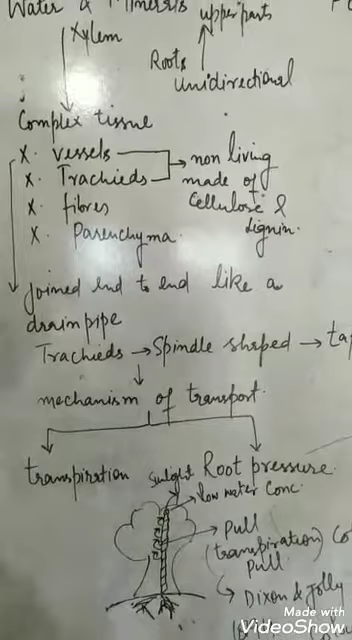 Water & Minerals upper parts
Xylem
Roots
Unidirectional
Complex tissue
X. Vessels
X. Trachieds
X. fibres
X. Parenchyma.
non living
made of
Cellulose &
Lignin.
Joined end to end like a
drain pipe
Trachieds → Spindle shaped →
mechanism of transport.
transpiration
Root pressure
Sunlight
low water conc.
Pull
(transpiration)
Pull
Dixon & Jolly
Made with
VideoShow